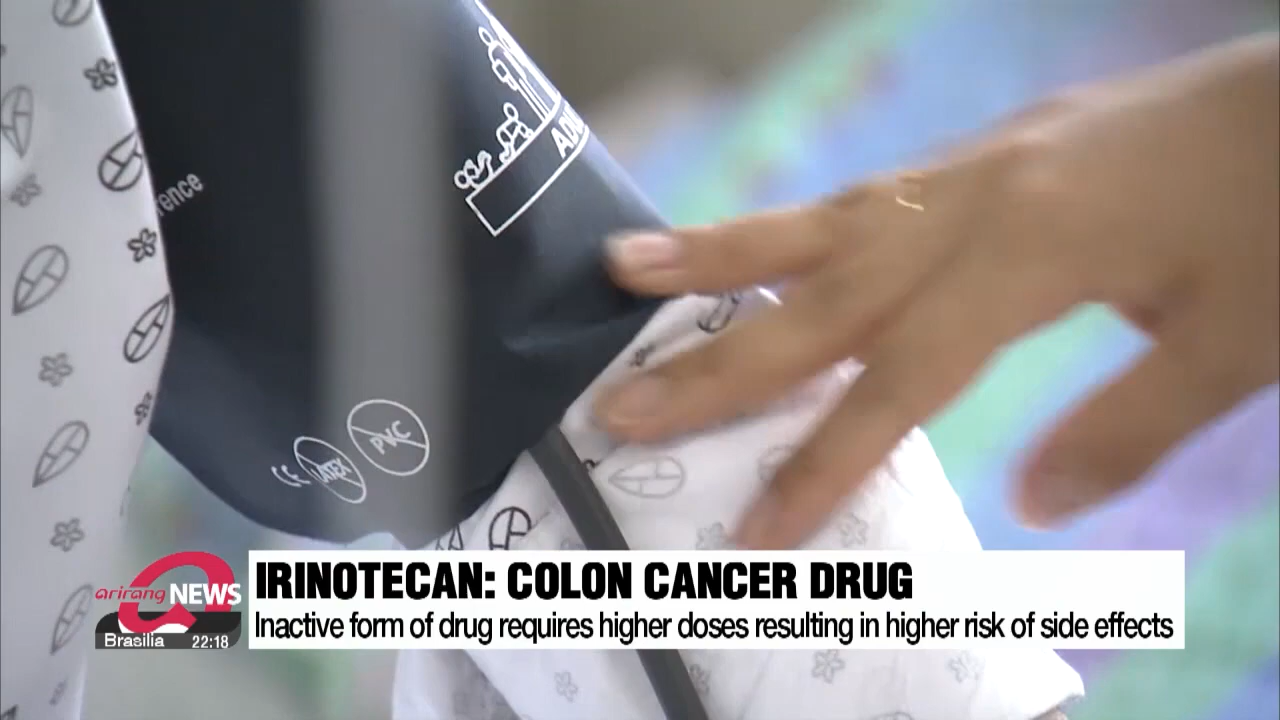 rence
CE
LATEX
PVC
IRINOTECAN: COLON CANCER DRUG
Inactive form of drug requires higher doses resulting in higher risk of side effects
arirang NEWS
Brasilia 22:18